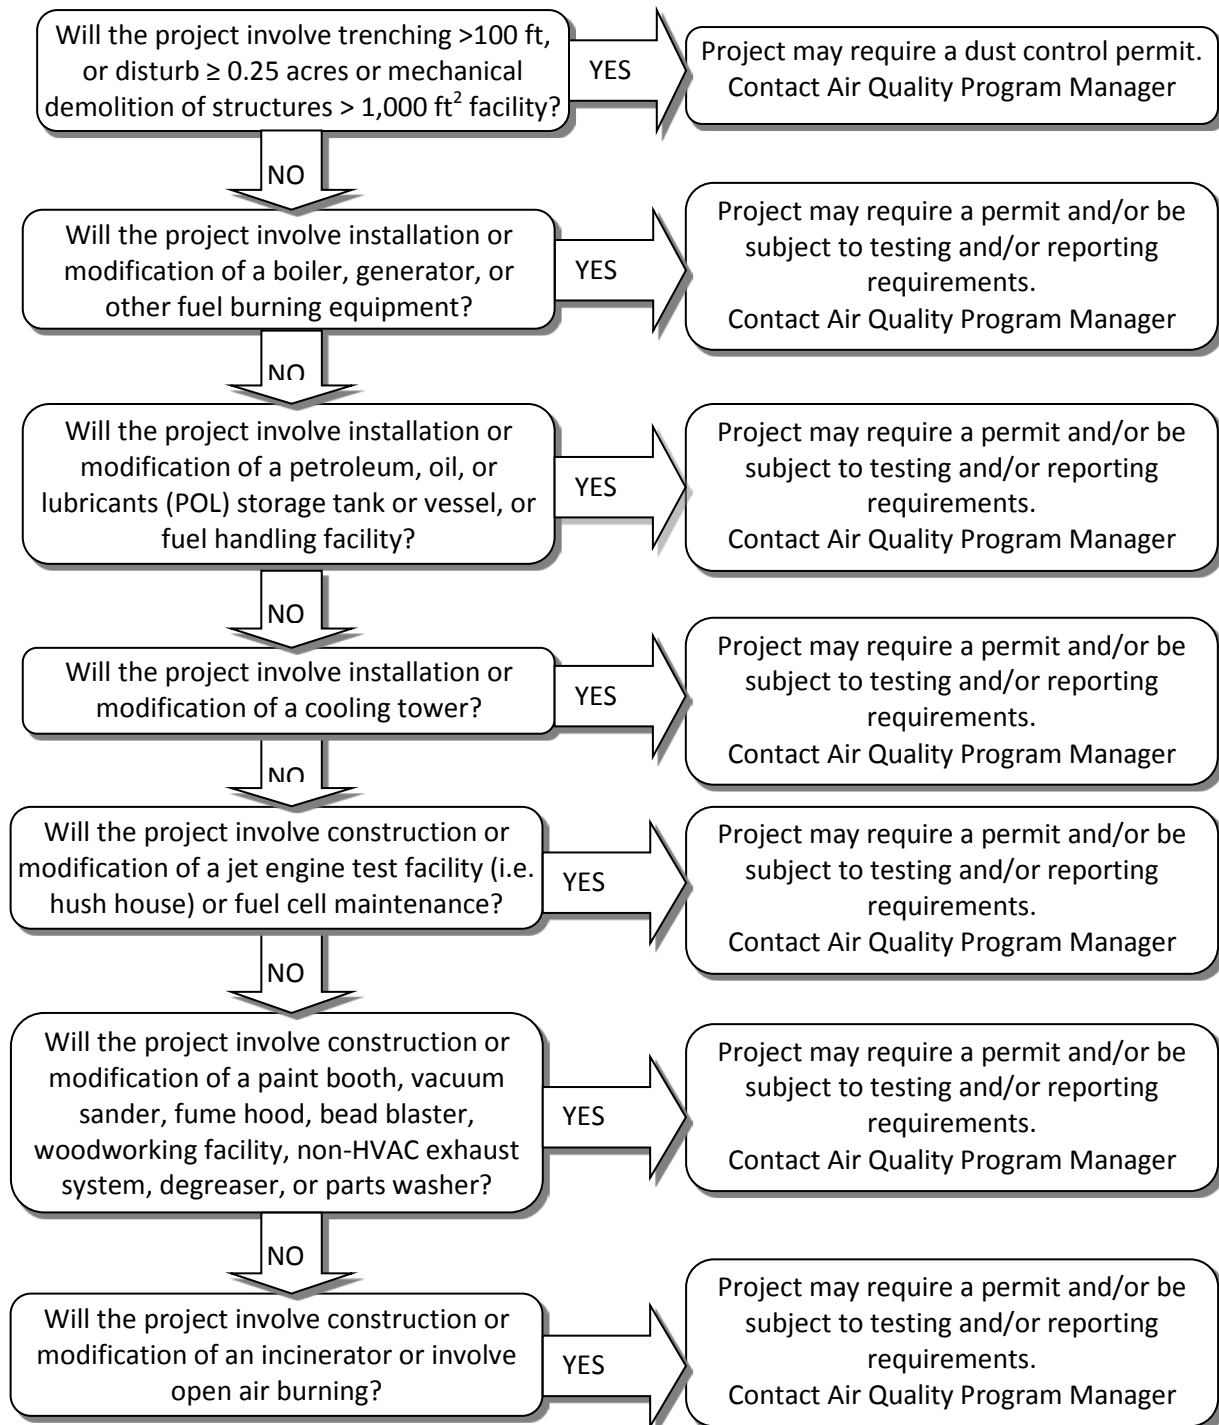 Will the project involve trenching >100 ft,
or disturb ≥ 0.25 acres or mechanical
demolition of structures > 1,000 ft² facility?
YES
Project may require a dust control permit.
Contact Air Quality Program Manager
NO
Will the project involve installation or
modification of a boiler, generator, or
other fuel burning equipment?
YES
Project may require a permit and/or be
subject to testing and/or reporting
requirements.
Contact Air Quality Program Manager
NO
Will the project involve installation or
modification of a petroleum, oil, or
lubricants (POL) storage tank or vessel, or
fuel handling facility?
YES
Project may require a permit and/or be
subject to testing and/or reporting
requirements.
Contact Air Quality Program Manager
NO
Will the project involve installation or
modification of a cooling tower?
YES
Project may require a permit and/or be
subject to testing and/or reporting
requirements.
Contact Air Quality Program Manager
NO
Will the project involve construction or
modification of a jet engine test facility (i.e.
hush house) or fuel cell maintenance?
YES
Project may require a permit and/or be
subject to testing and/or reporting
requirements.
Contact Air Quality Program Manager
NO
Will the project involve construction or
modification of a paint booth, vacuum
sander, fume hood, bead blaster,
woodworking facility, non-HVAC exhaust
system, degreaser, or parts washer?
YES
Project may require a permit and/or be
subject to testing and/or reporting
requirements.
Contact Air Quality Program Manager
NO
Will the project involve construction or
modification of an incinerator or involve
open air burning?
YES
Project may require a permit and/or be
subject to testing and/or reporting
requirements.
Contact Air Quality Program Manager